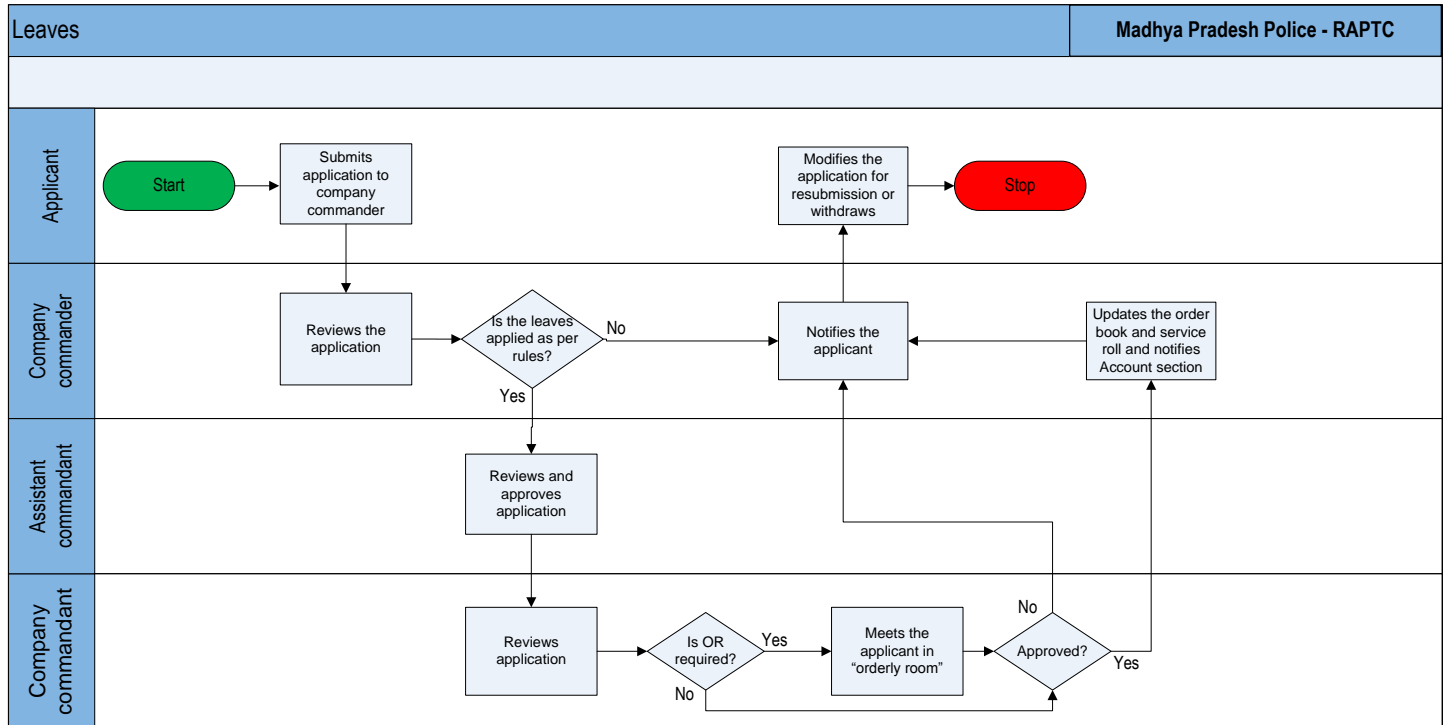 Leaves
Madhya Pradesh Police - RAPTC
Applicant
Start
Submits
application to
company
commander
Modifies the
application for
resubmission or
withdraws
Stop
Company
commander
Reviews the
application
Is the leaves
applied as per
rules?
No
Yes
Notifies the
applicant
Updates the order
book and service
roll and notifies
Account section
Assistant
commandant
Reviews and
approves
application
Company
commandant
Reviews
application
Is OR
required?
Yes
No
Meets the
applicant in
“orderly room”
No
Approved?
Yes